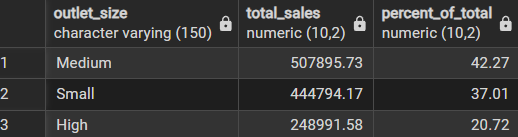 outlet_size total_sales percent_of_total
character varying (150) numeric (10,2) numeric (10,2)
1 Medium 507895.73 42.27
2 Small 444794.17 37.01
3 High 248991.58 20.72